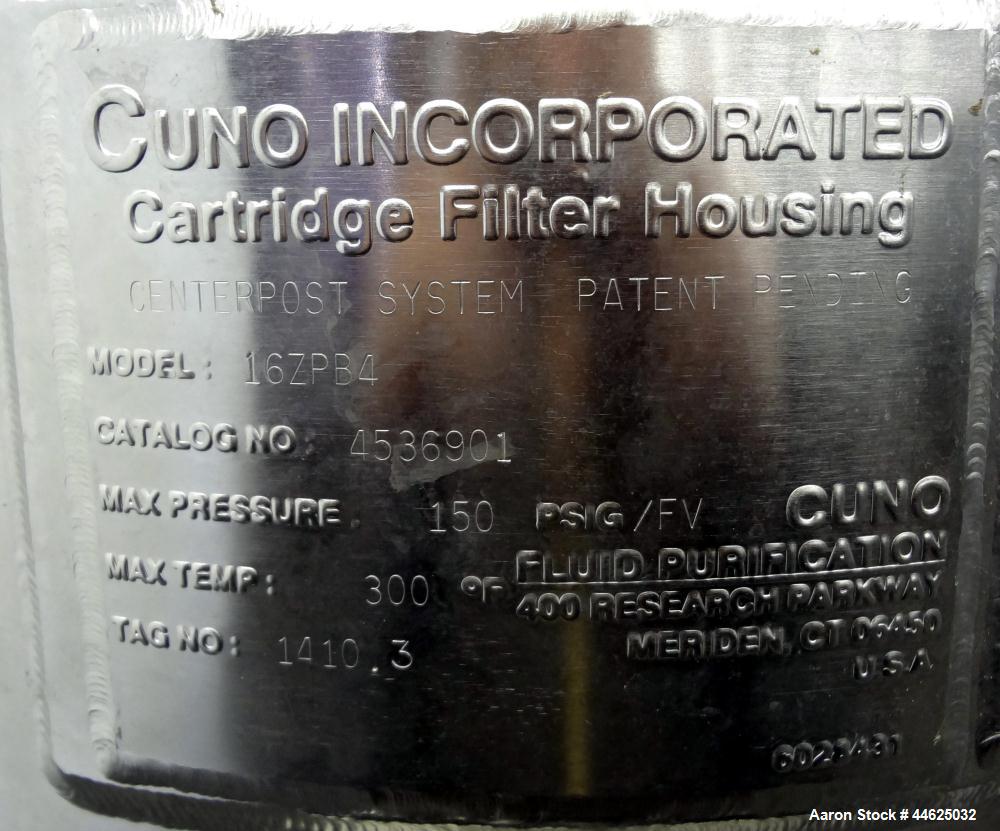 CUNO INCORPORATED
Cartridge Filter Housing
CENTERPOST SYSTEM PATENT PENDING
MODEL: 16ZPB4
CATALOG NO: 4536901
MAX PRESSURE. 150 PSIG/FV
CUNO
FLUID PURIFICATION
MAX TEMP: 300 °F
400 RESEARCH PARKWAY
MERIDEN, CT 06450
U.S.A
TAG NO: 1410.3
6023431
Aaron Stock # 44625032